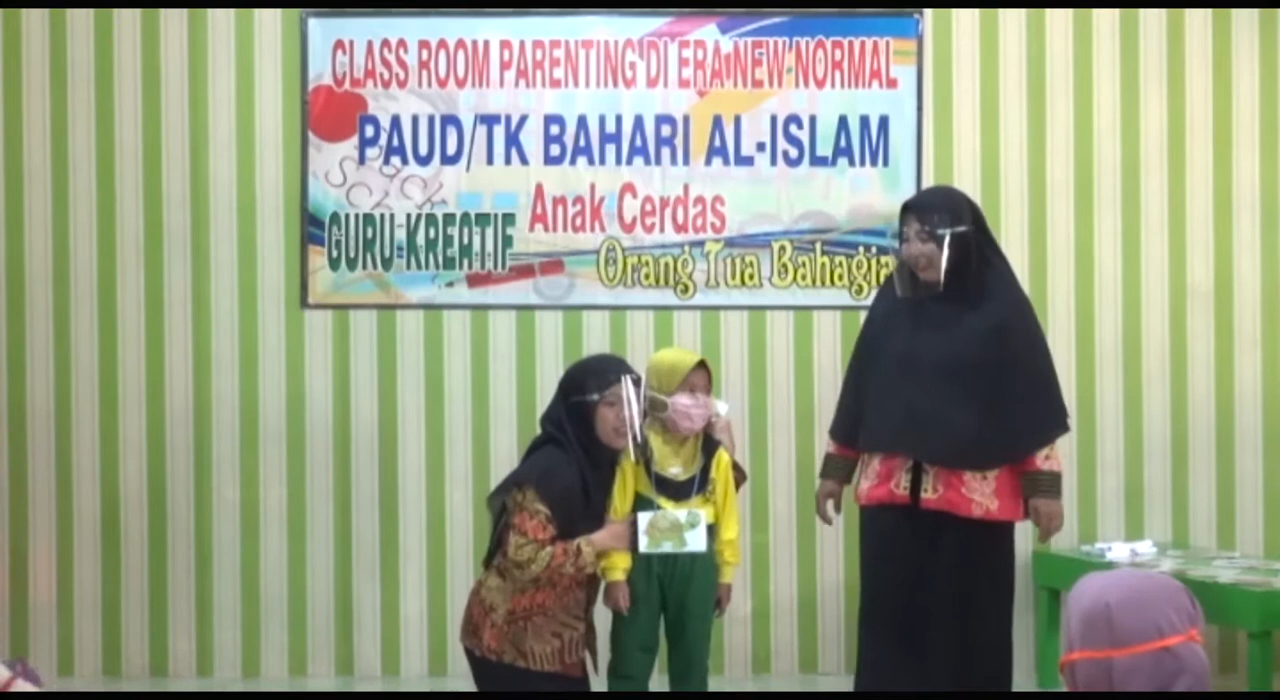 CLASS ROOM PARENTING DI ERA NEW NORMAL
PAUD/TK BAHARI AL-ISLAM
Back
Anak Cerdas
GURU KREATIF
Orang Tua Bahagia